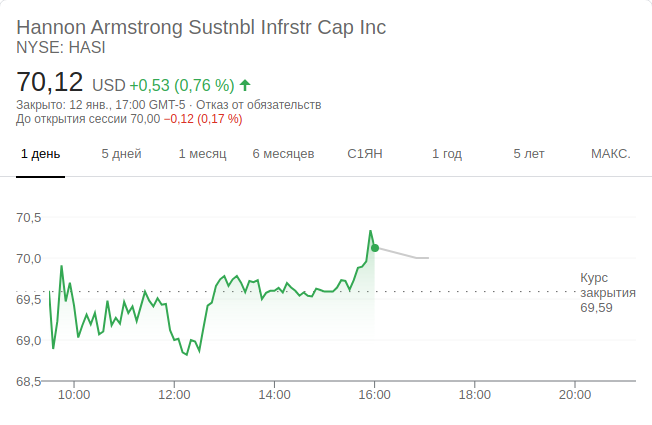 Hannon Armstrong Sustnbl Infrstr Cap Inc
NYSE: HASI
70,12 USD +0,53 (0,76 %)
Закрыто: 12 янв., 17:00 GMT-5 · Отказ от обязательств
До открытия сессии 70,00 −0,12 (0,17 %)
1 день 5 дней 1 месяц 6 месяцев С1ЯН 1 год 5 лет МАКС.
70,5
70,0
69,5
69,0
68,5
Курс
закрытия
69,59
10:00 12:00 14:00 16:00 18:00 20:00